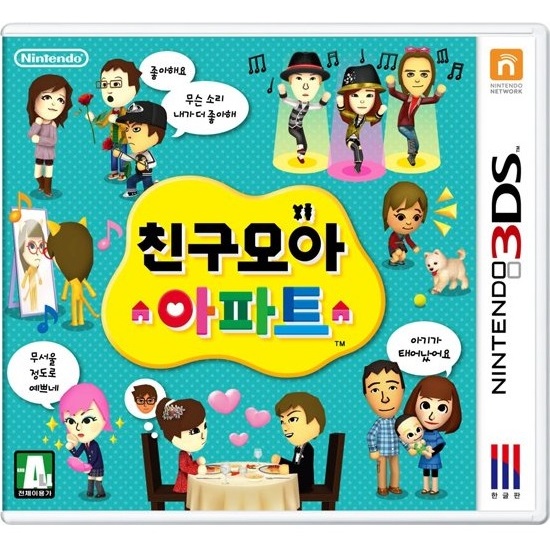 Nintendo
좋아해요
무슨 소리
내가 더 좋아해
NINTENDO
NETWORK
NINTENDO 3DS™
친구모아
아파트
TM
무서울
정도로
예쁘네
아기가
태어났어요
전체이용가
한글판